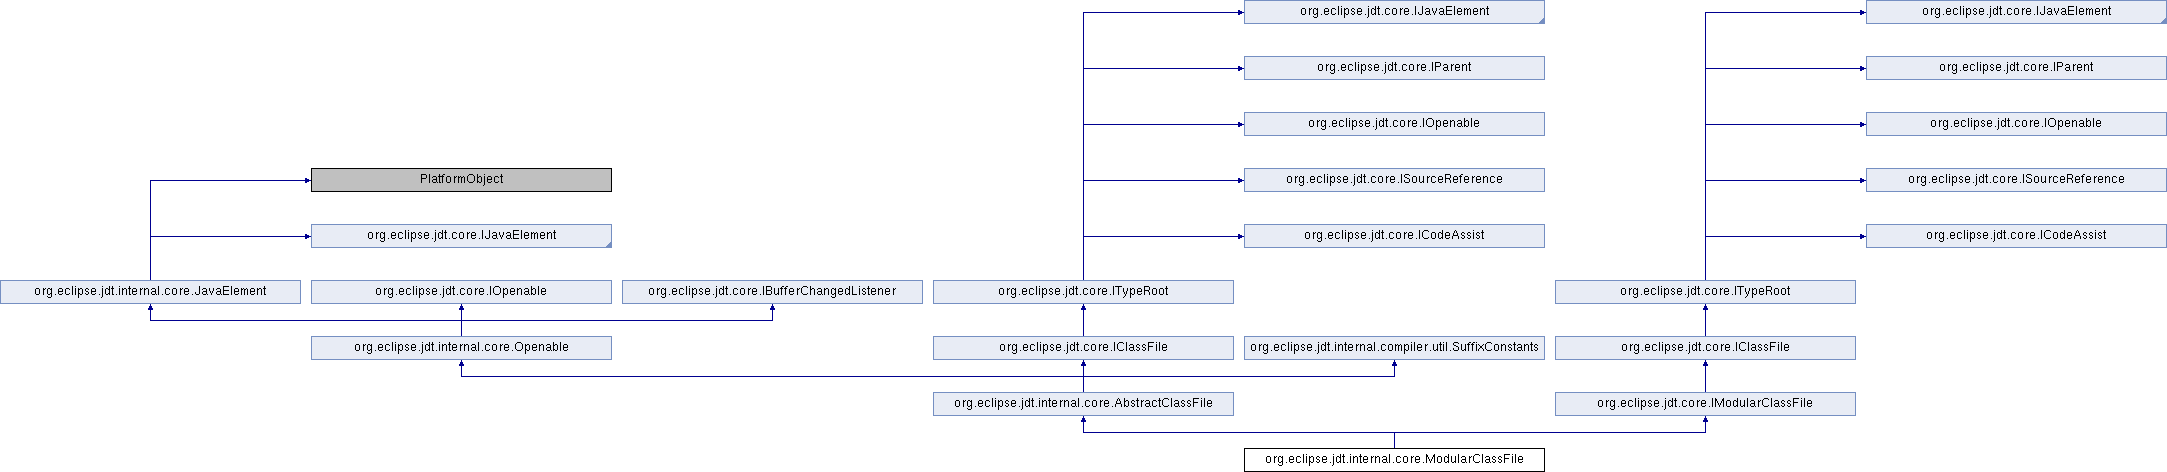 org.eclipse.jdt.core.IJavaElement
org.eclipse.jdt.core.IJavaElement
org.eclipse.jdt.core.IParent
org.eclipse.jdt.core.IParent
org.eclipse.jdt.core.IOpenable
org.eclipse.jdt.core.IOpenable
PlatformObject
org.eclipse.jdt.core.ISourceReference
org.eclipse.jdt.core.ISourceReference
org.eclipse.jdt.core.IJavaElement
org.eclipse.jdt.core.ICodeAssist
org.eclipse.jdt.core.ICodeAssist
org.eclipse.jdt.internal.core.JavaElement
org.eclipse.jdt.core.IOpenable
org.eclipse.jdt.core.IBufferChangedListener
org.eclipse.jdt.core.ITypeRoot
org.eclipse.jdt.core.ITypeRoot
org.eclipse.jdt.internal.core.Openable
org.eclipse.jdt.core.IClassFile
org.eclipse.jdt.internal.compiler.util.SuffixConstants
org.eclipse.jdt.core.IClassFile
org.eclipse.jdt.internal.core.AbstractClassFile
org.eclipse.jdt.core.IModularClassFile
org.eclipse.jdt.internal.core.ModularClassFile